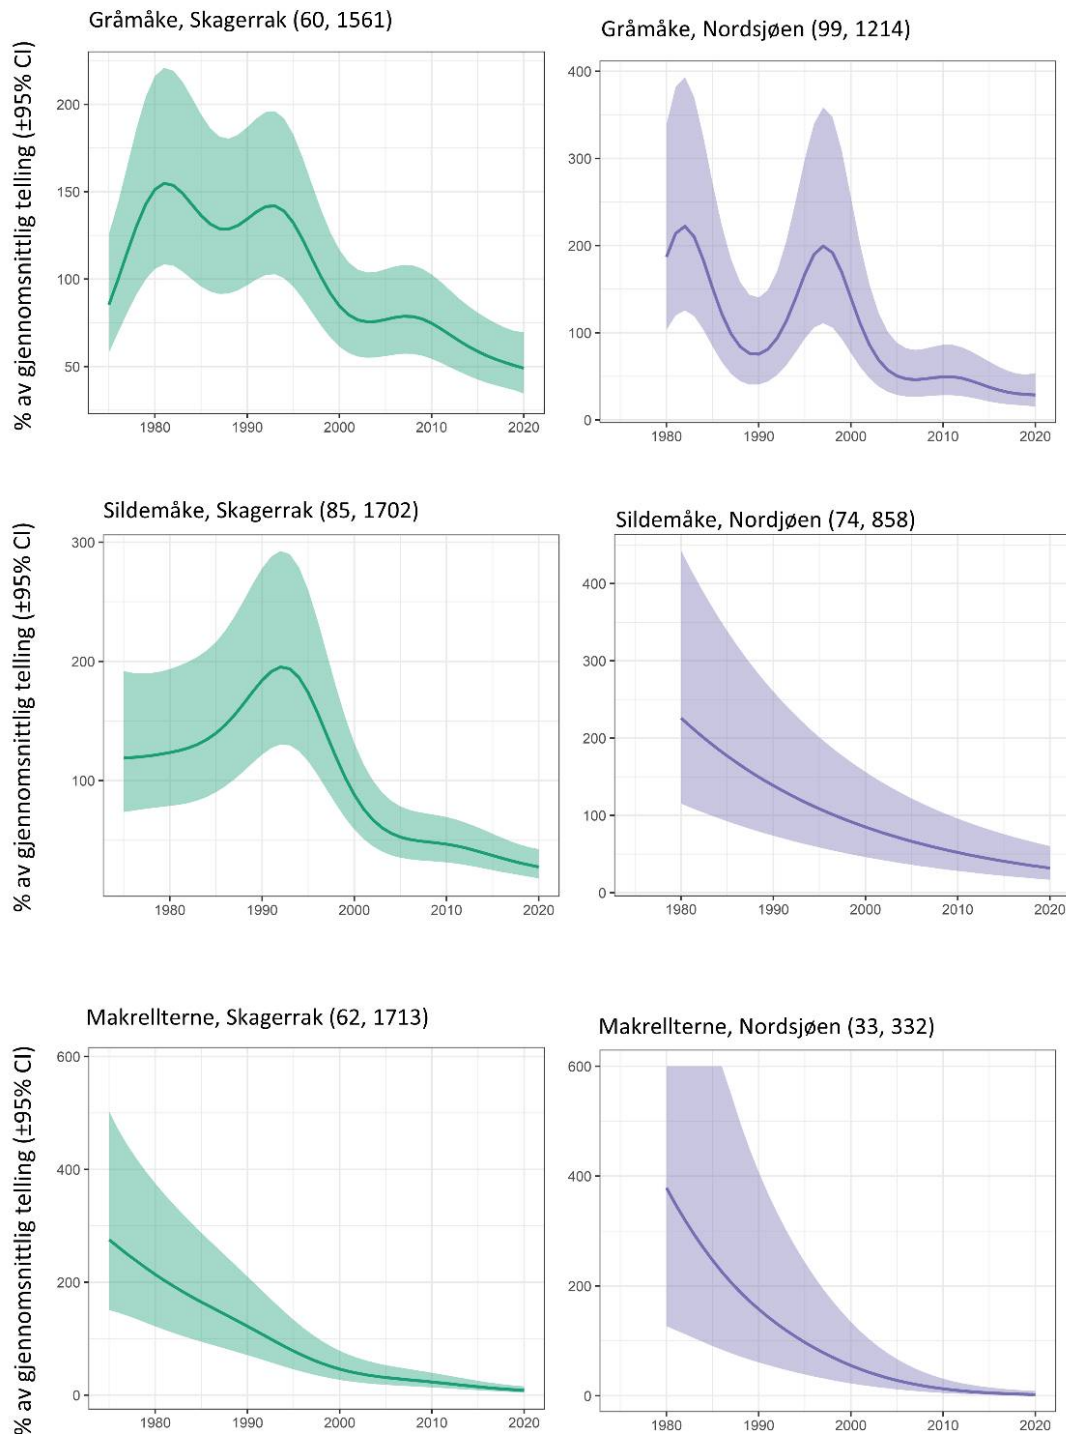 Gråmåke, Skagerrak (60, 1561)
Gråmåke, Nordsjøen (99, 1214)
% av gjennomsnittlig telling (±95% CI)
200
150
100
50
1980 1990 2000 2010 2020
400
300
200
100
0
1980 1990 2000 2010 2020
Sildemåke, Skagerrak (85, 1702)
Sildemåke, Nordjøen (74, 858)
% av gjennomsnittlig telling (±95% CI)
300
200
100
1980 1990 2000 2010 2020
400
300
200
100
0
1980 1990 2000 2010 2020
Makrellterne, Skagerrak (62, 1713)
Makrellterne, Nordsjøen (33, 332)
% av gjennomsnittlig telling (±95% CI)
600
400
200
0
1980 1990 2000 2010 2020
600
400
200
0
1980 1990 2000 2010 2020